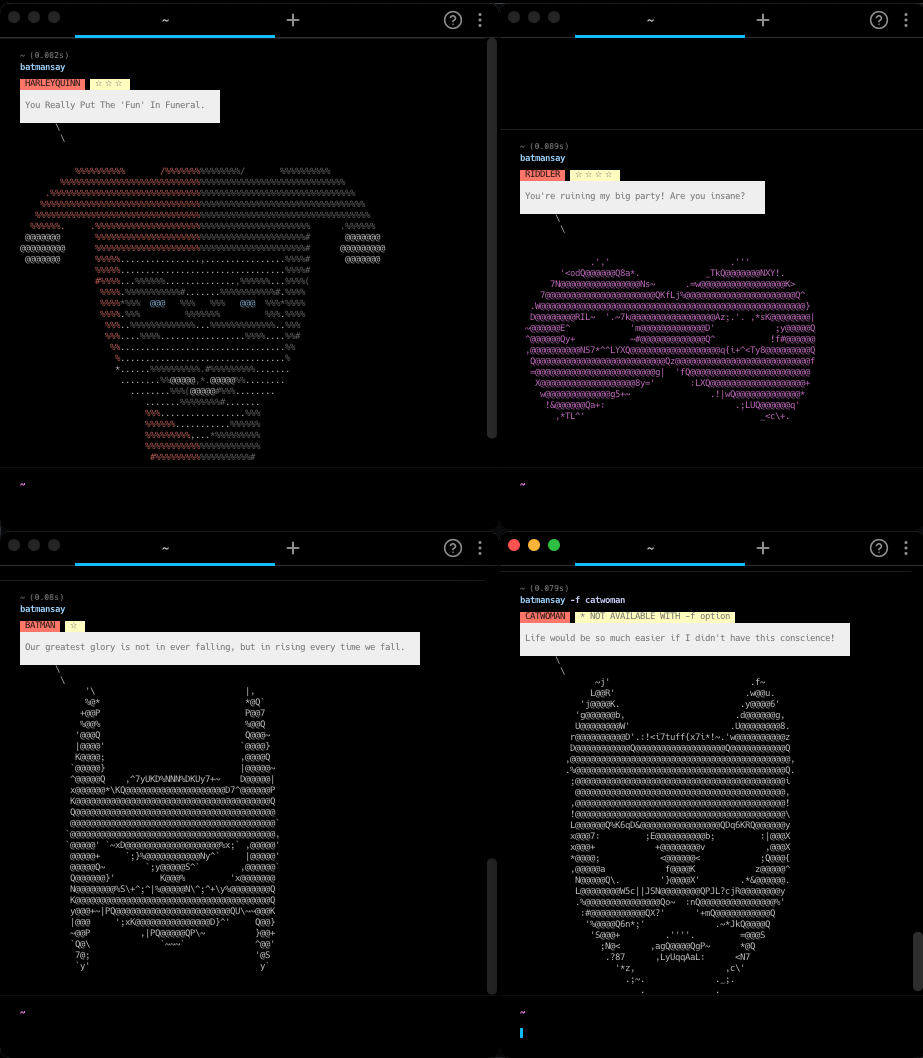 ~
~ (0.082s)
batmansay
HARLEYQUINN ☆☆☆
You Really Put The 'Fun' In Funeral.
~
~
~ (0.089s)
batmansay
RIDDLER ☆☆☆☆
You're ruining my big party! Are you insane?
~
~
~ (0.08s)
batmansay
BATMAN ☆
Our greatest glory is not in ever falling, but in rising every time we fall.
~
~
~ (0.079s)
batmansay -f catwoman
CATWOMAN * NOT AVAILABLE WITH -f option
Life would be so much easier if I didn't have this conscience!
~